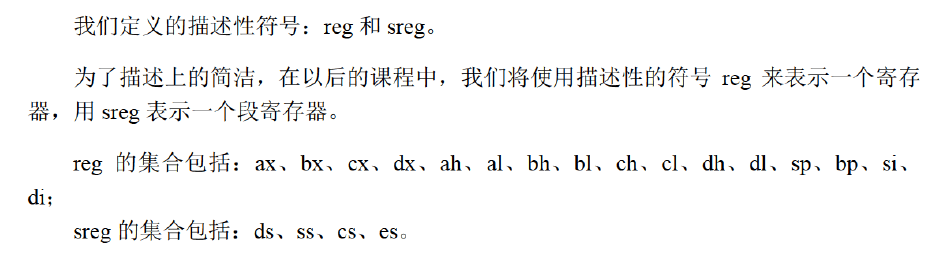 我们定义的描述性符号：reg 和 sreg。
为了描述上的简洁，在以后的课程中，我们将使用描述性的符号 reg 来表示一个寄存
器，用 sreg 表示一个段寄存器。
reg 的集合包括：ax、bx、cx、dx、ah、al、bh、bl、ch、cl、dh、dl、sp、bp、si、
di；
sreg 的集合包括：ds、ss、cs、es。